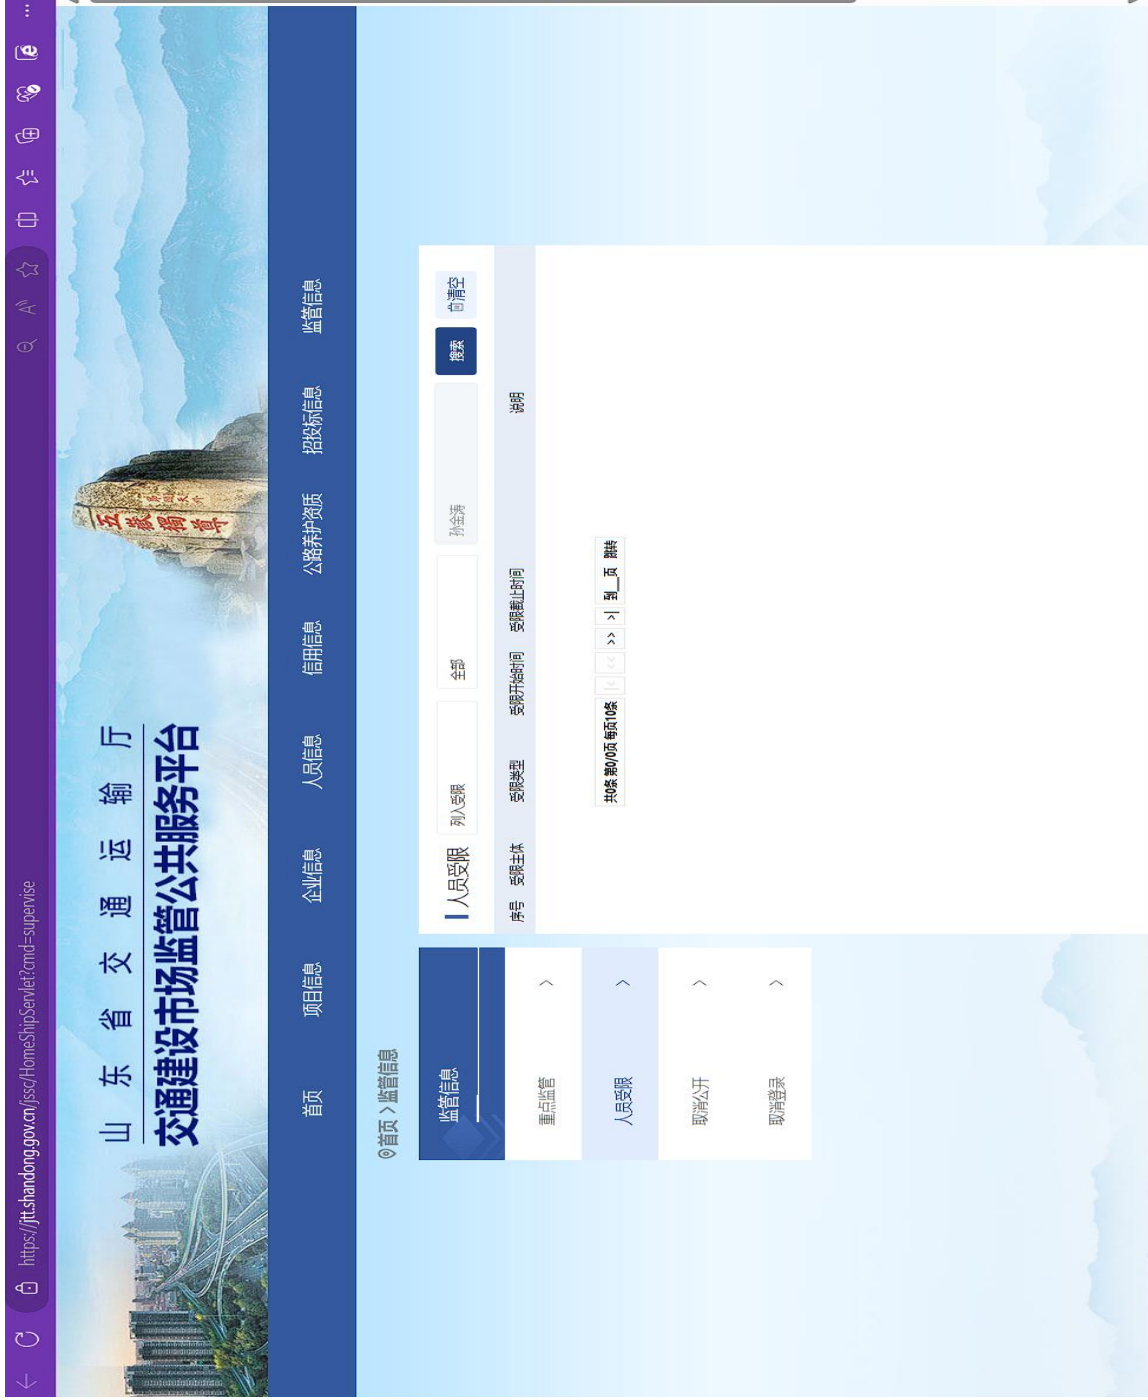 https://jtt.shandong.gov.cn/jssc/HomeShipServlet?cmd=supervise
山东省交通运输厅
交通建设市场监管公共服务平台
五嶽獨尊
首页 项目信息 企业信息 人员信息 信用信息 公路养护资质 招投标信息 监管信息
首页 > 监管信息
监管信息
重点监管 >
人员受限 >
取消公开 >
取消登录 >
人员受限 列入受限 全部 孙金涛 搜索 清空
序号 受限主体 受限类型 受限开始时间 受限截止时间 说明
共0条 第0/0页 每页10条 |< << >> >| 到__页 跳转